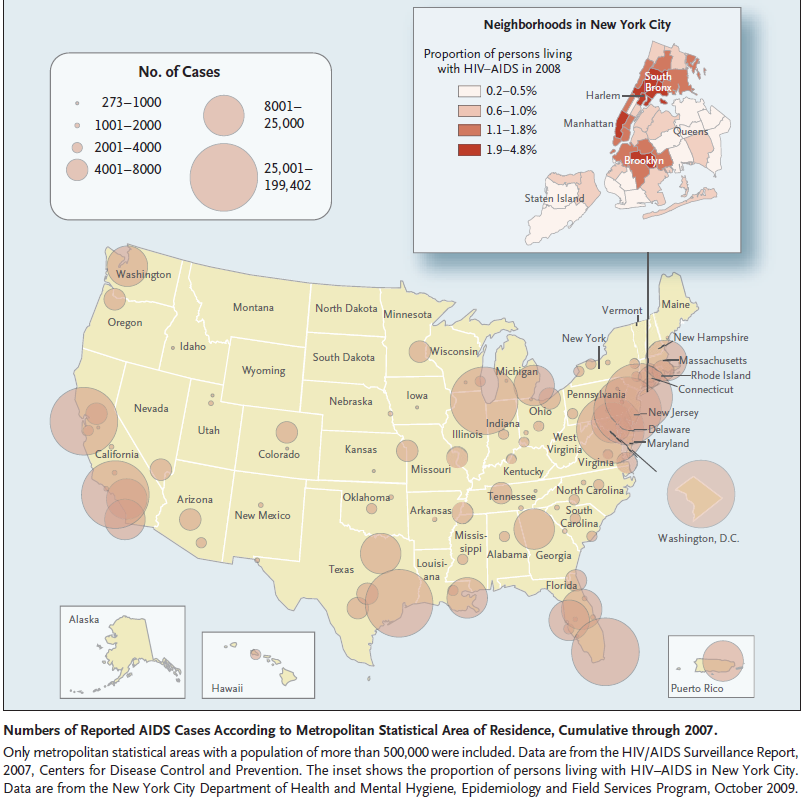 Neighborhoods in New York City
Proportion of persons living
with HIV–AIDS in 2008
0.2–0.5%
0.6–1.0%
1.1–1.8%
1.9–4.8%
South
Bronx
Harlem
Manhattan
Queens
Brooklyn
Staten Island
No. of Cases
273–1000
1001–2000
2001–4000
4001–8000
8001–
25,000
25,001–
199,402
Washington
Oregon
Idaho
Montana
North Dakota
Minnesota
Wyoming
South Dakota
Wisconsin
Michigan
Vermont
Maine
New York
New Hampshire
Massachusetts
Rhode Island
Connecticut
Nevada
Utah
Nebraska
Iowa
Illinois
Indiana
Ohio
Pennsylvania
New Jersey
Delaware
Maryland
California
Colorado
Kansas
Missouri
Kentucky
West
Virginia
Virginia
Arizona
New Mexico
Oklahoma
Arkansas
Tennessee
North Carolina
South
Carolina
Washington, D.C.
Texas
Louisi-
ana
Missis-
sippi
Alabama
Georgia
Florida
Alaska
Hawaii
Puerto Rico
Numbers of Reported AIDS Cases According to Metropolitan Statistical Area of Residence, Cumulative through 2007.
Only metropolitan statistical areas with a population of more than 500,000 were included. Data are from the HIV/AIDS Surveillance Report,
2007, Centers for Disease Control and Prevention. The inset shows the proportion of persons living with HIV–AIDS in New York City.
Data are from the New York City Department of Health and Mental Hygiene, Epidemiology and Field Services Program, October 2009.